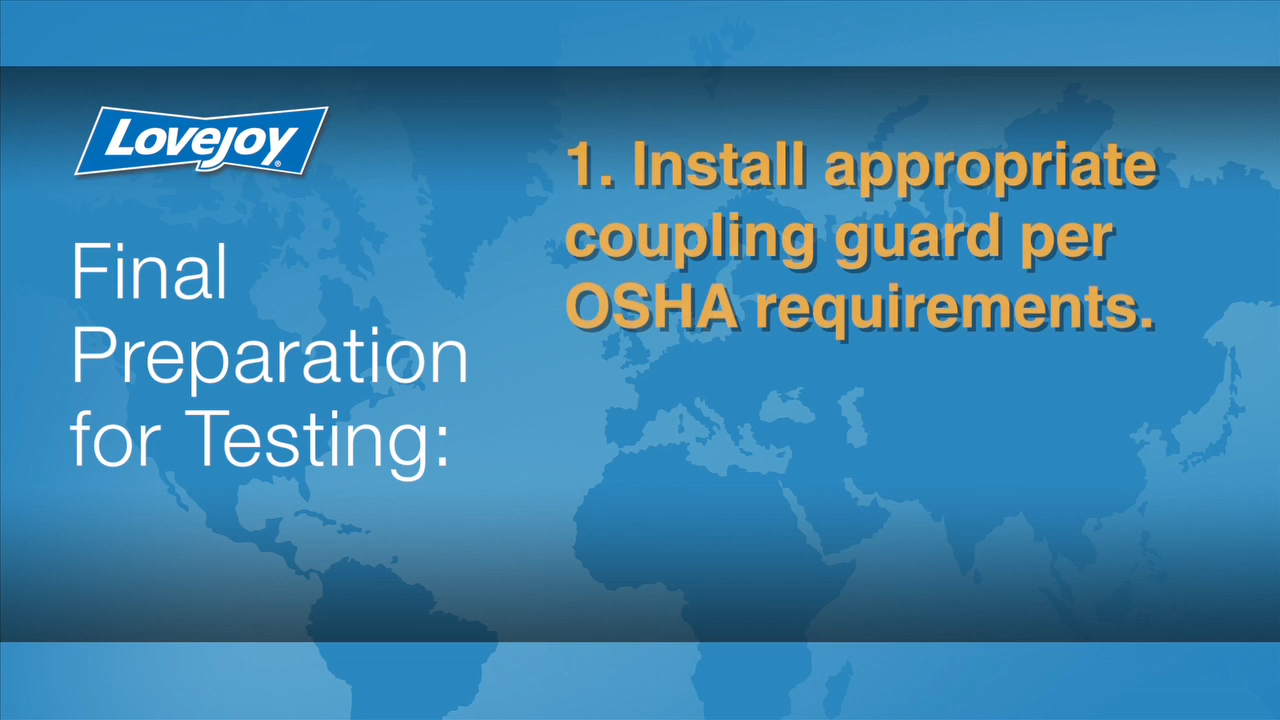 Lovejoy®
Final
Preparation
for Testing:
1. Install appropriate
coupling guard per
OSHA requirements.